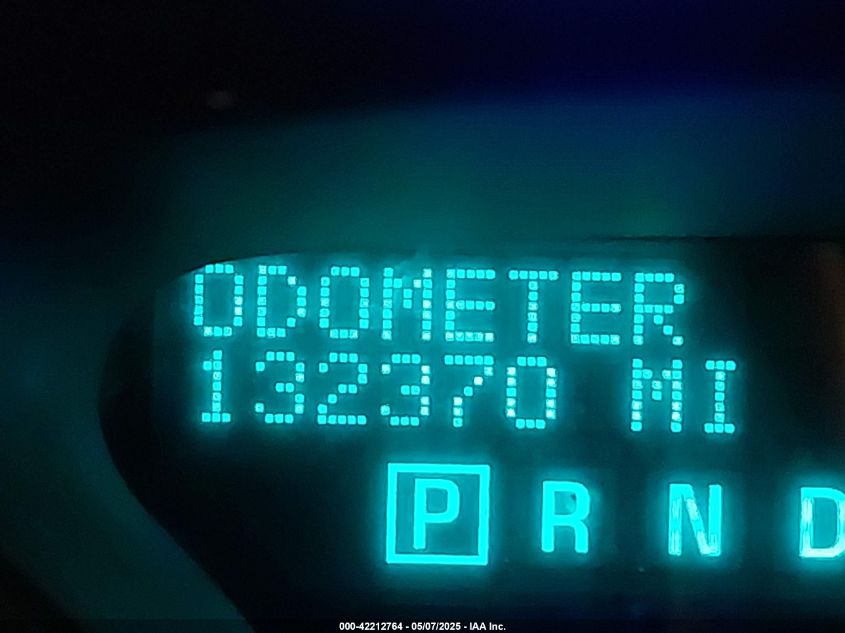 ODOMETER
132370 MI
P R N D
000-42212764 - 05/07/2025 - IAA Inc.